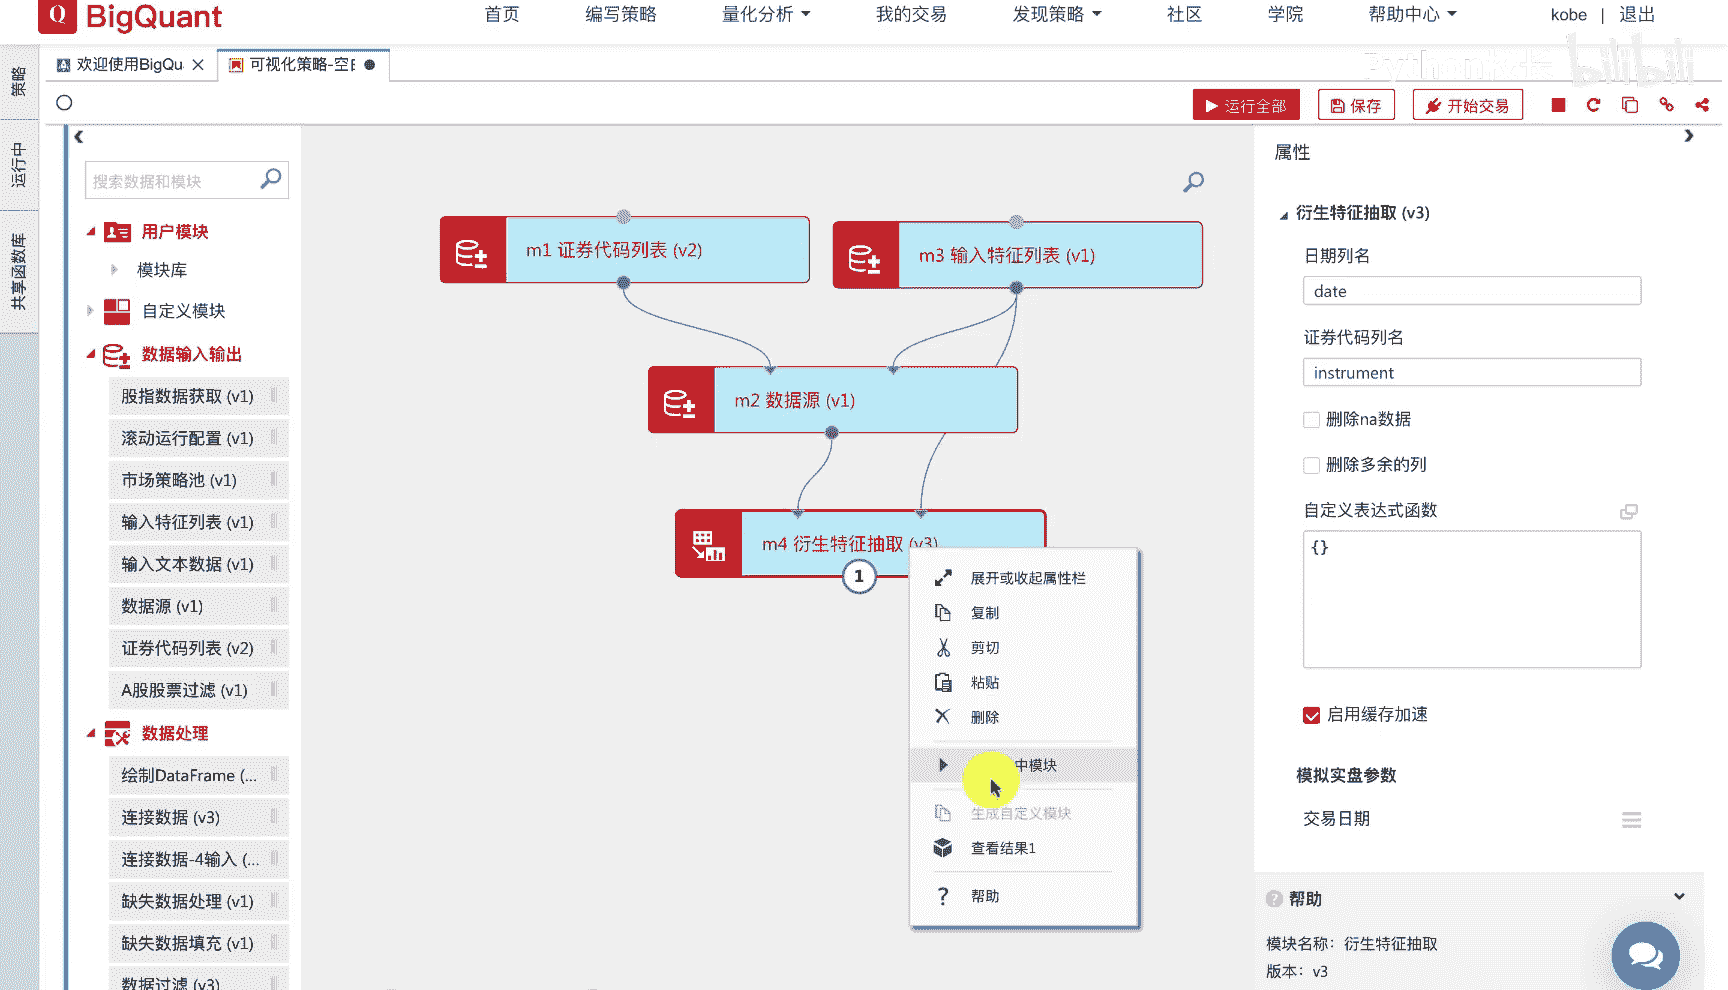 BigQuant
首页
编写策略
量化分析
我的交易
发现策略
社区
学院
帮助中心
kobe | 退出
欢迎使用BigQu
可视化策略-空白
Python校长 bilibili
策略
运行中
共享函数库
运行全部
保存
开始交易
搜索数据和模块
用户模块
模块库
自定义模块
数据输入输出
股指数据获取 (v1)
滚动运行配置 (v1)
市场策略池 (v1)
输入特征列表 (v1)
输入文本数据 (v1)
数据源 (v1)
证券代码列表 (v2)
A股股票过滤 (v1)
数据处理
绘制DataFrame (...
连接数据 (v3)
连接数据-4输入 (...
缺失数据处理 (v1)
缺失数据填充 (v1)
数据过滤 (v3)
m1 证券代码列表 (v2)
m3 输入特征列表 (v1)
m2 数据源 (v1)
m4 衍生特征抽取 (v3)
1
展开或收起属性栏
复制
剪切
粘贴
删除
中模块
生成自定义模块
查看结果1
帮助
属性
衍生特征抽取 (v3)
日期列名
date
证券代码列名
instrument
删除na数据
删除多余的列
自定义表达式函数
{}
启用缓存加速
模拟实盘参数
交易日期
帮助
模块名称：衍生特征抽取
版本：v3